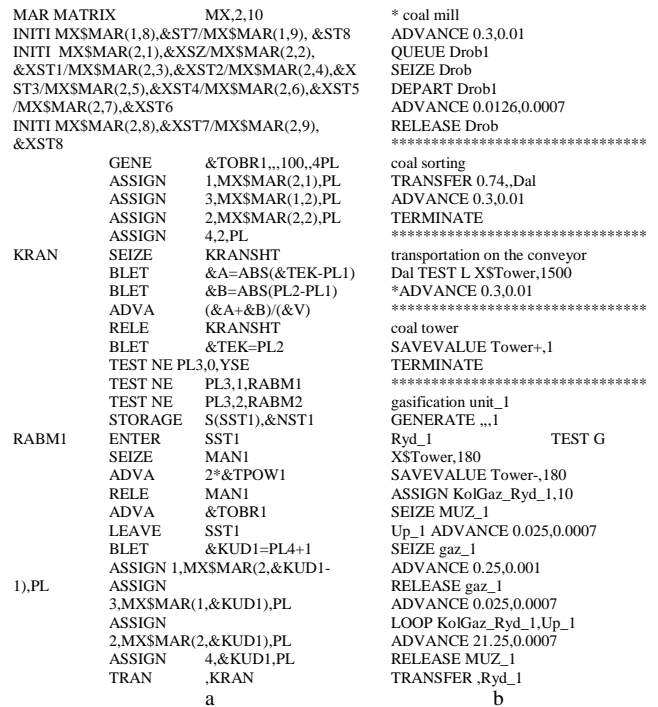 MAR MATRIX MX,2,10
INITI MX$MAR(1,8),&ST7/MX$MAR(1,9), &ST8
INITI MX$MAR(2,1),&XSZ/MX$MAR(2,2),
&XST1/MX$MAR(2,3),&XST2/MX$MAR(2,4),&X
ST3/MX$MAR(2,5),&XST4/MX$MAR(2,6),&XST5
/MX$MAR(2,7),&XST6
INITI MX$MAR(2,8),&XST7/MX$MAR(2,9),
&XST8
GENE &TOBR1,,,100,,4PL
ASSIGN 1,MX$MAR(2,1),PL
ASSIGN 3,MX$MAR(1,2),PL
ASSIGN 2,MX$MAR(2,2),PL
ASSIGN 4,2,PL
KRAN SEIZE KRANSHT
BLET &A=ABS(&TEK-PL1)
BLET &B=ABS(PL2-PL1)
ADVA (&A+&B)/(&V)
RELE KRANSHT
BLET &TEK=PL2
TEST NE PL3,0,YSE
TEST NE PL3,1,RABM1
TEST NE PL3,2,RABM2
STORAGE S(SST1),&NST1
RABM1 ENTER SST1
SEIZE MAN1
ADVA 2*&TPOW1
RELE MAN1
ADVA &TOBR1
LEAVE SST1
BLET &KUD1=PL4+1
ASSIGN 1,MX$MAR(2,&KUD1-
1),PL ASSIGN
3,MX$MAR(1,&KUD1),PL
ASSIGN
2,MX$MAR(2,&KUD1),PL
ASSIGN 4,&KUD1,PL
TRAN ,KRAN
a
* coal mill
ADVANCE 0.3,0.01
QUEUE Drob1
SEIZE Drob
DEPART Drob1
ADVANCE 0.0126,0.0007
RELEASE Drob
********************************
coal sorting
TRANSFER 0.74,,Dal
ADVANCE 0.3,0.01
TERMINATE
********************************
transportation on the conveyor
Dal TEST L X$Tower,1500
*ADVANCE 0.3,0.01
********************************
coal tower
SAVEVALUE Tower+,1
TERMINATE
********************************
gasification unit_1
GENERATE ,,,1
Ryd_1 TEST G
X$Tower,180
SAVEVALUE Tower-,180
ASSIGN KolGaz_Ryd_1,10
SEIZE MUZ_1
Up_1 ADVANCE 0.025,0.0007
SEIZE gaz_1
ADVANCE 0.25,0.001
RELEASE gaz_1
ADVANCE 0.025,0.0007
LOOP KolGaz_Ryd_1,Up_1
ADVANCE 21.25,0.0007
RELEASE MUZ_1
TRANSFER ,Ryd_1
b